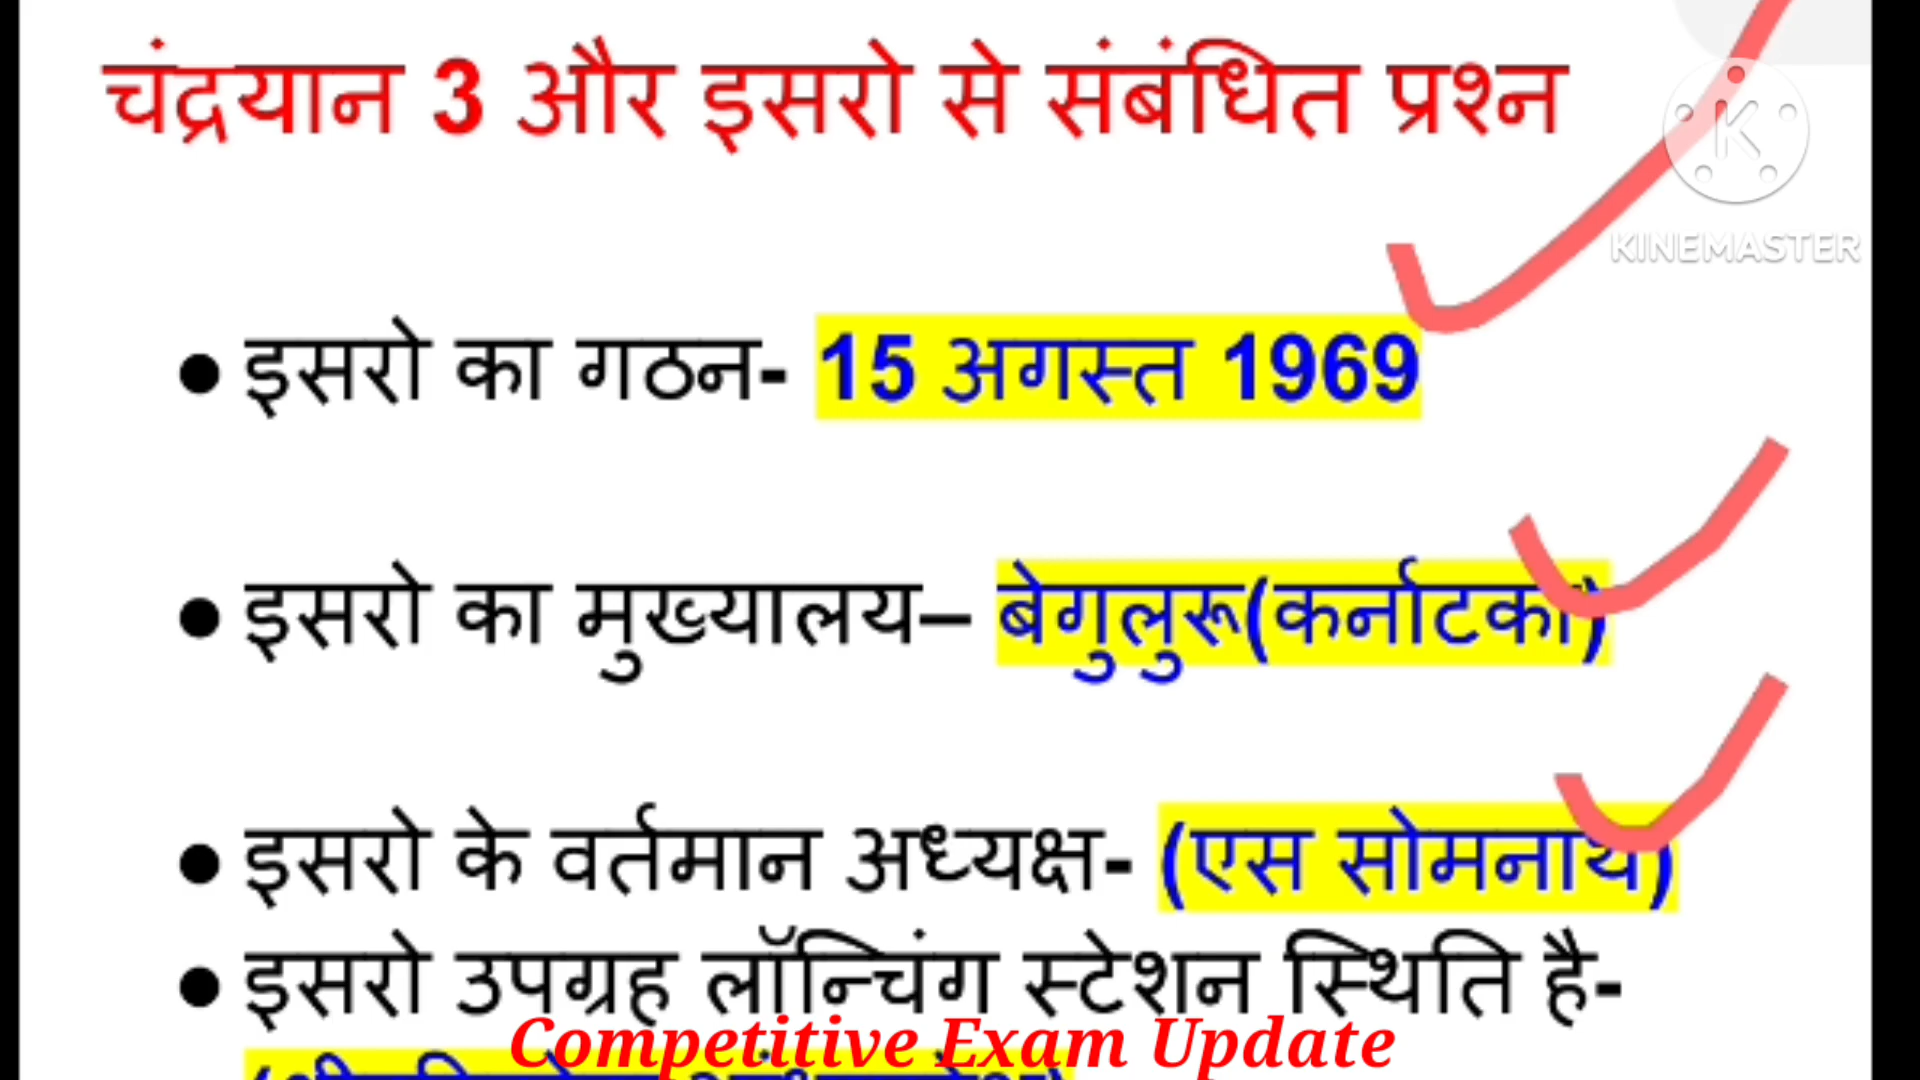 चंद्रयान 3 और इसरो से संबंधित प्रश्न
KINEMASTER
● इसरो का गठन- 15 अगस्त 1969
● इसरो का मुख्यालय– बेगुलुरू(कर्नाटका)
● इसरो के वर्तमान अध्यक्ष- (एस सोमनाथ)
● इसरो उपग्रह लॉन्चिंग स्टेशन स्थिति है-
Competitive Exam Update